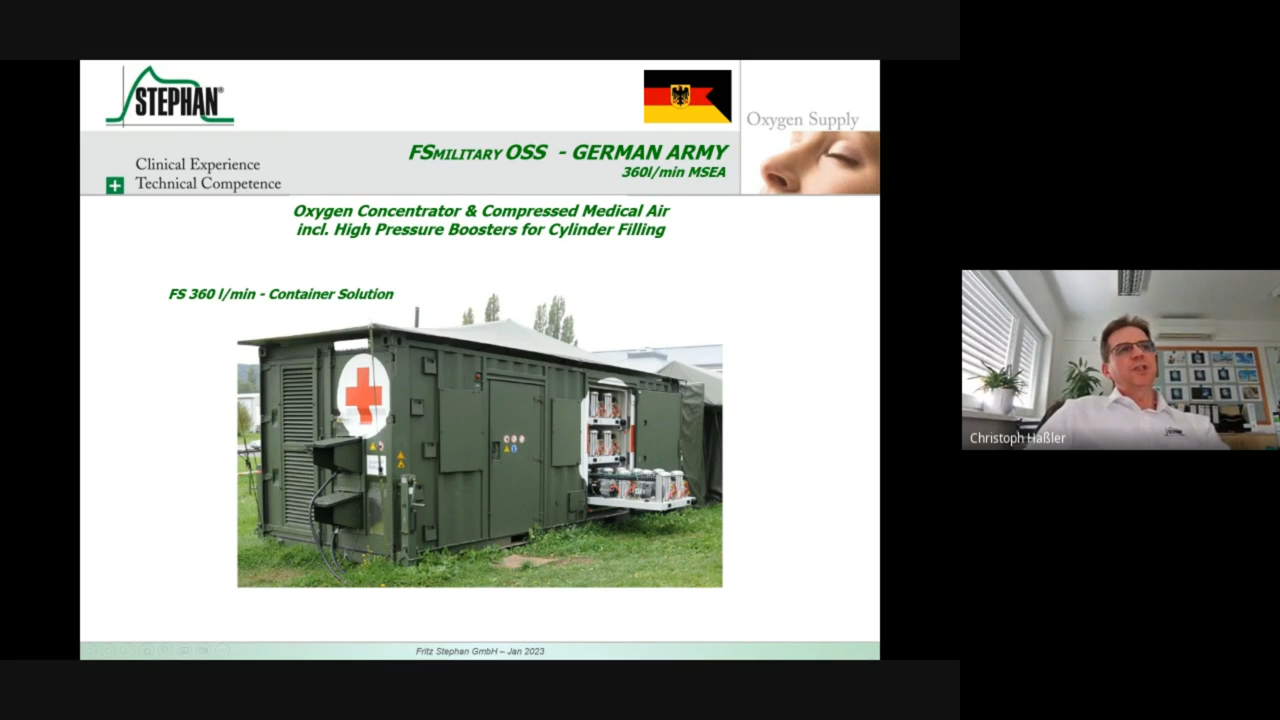 STEPHAN®
Oxygen Supply
Clinical Experience
Technical Competence
FSMILITARY OSS - GERMAN ARMY
360l/min MSEA
Oxygen Concentrator & Compressed Medical Air
incl. High Pressure Boosters for Cylinder Filling
FS 360 l/min - Container Solution
Fritz Stephan GmbH – Jan 2023
Christoph Haßler